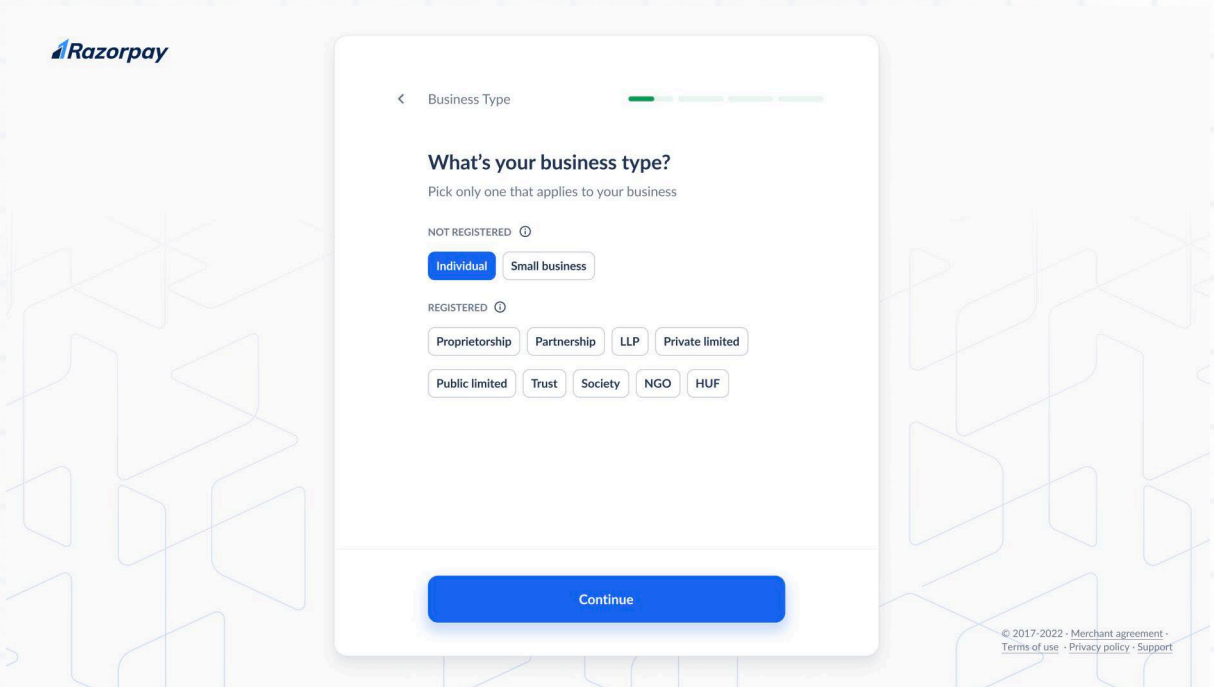 Razorpay
Business Type
What's your business type?
Pick only one that applies to your business
NOT REGISTERED
Individual Small business
REGISTERED
Proprietorship Partnership LLP Private limited
Public limited Trust Society NGO HUF
Continue
© 2017-2022 · Merchant agreement ·
Terms of use · Privacy policy · Support